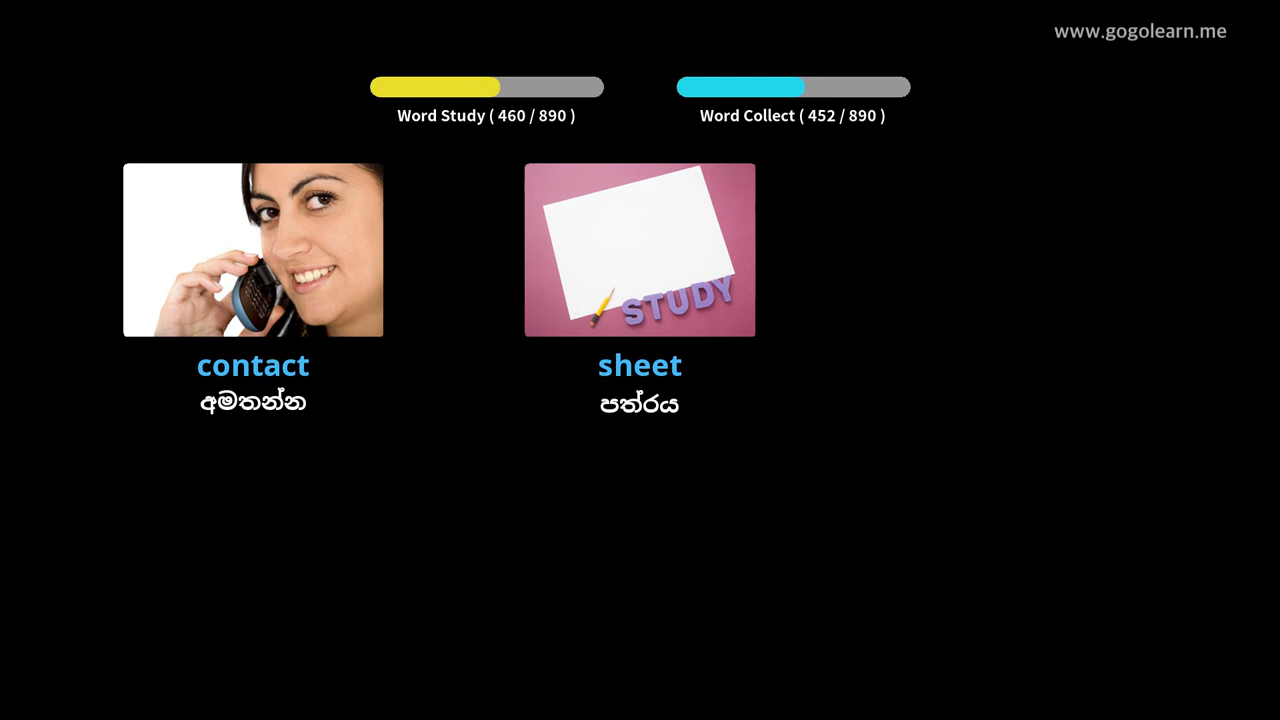 www.gogolearn.me
Word Study ( 460 / 890 )
Word Collect ( 452 / 890 )
STUDY
contact
අමතන්න
sheet
පත්රය